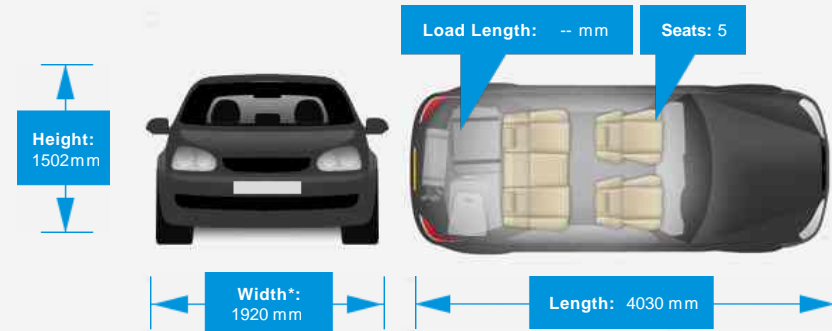 Load Length: -- mm
Seats: 5
Height:
1502mm
Width*:
1920 mm
Length: 4030 mm